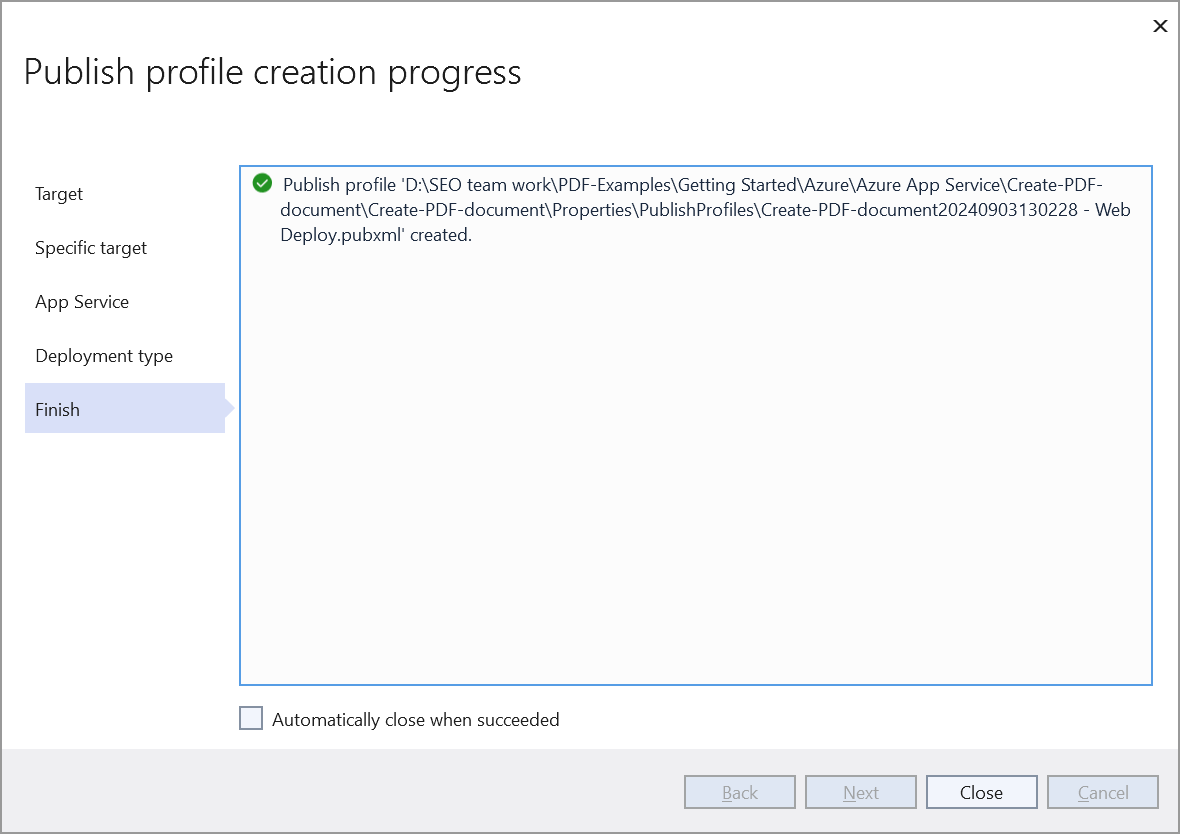 Publish profile creation progress
Target
Specific target
App Service
Deployment type
Finish
Publish profile 'D:\SEO team work\PDF-Examples\Getting Started\Azure\Azure App Service\Create-PDF-
document\Create-PDF-document\Properties\PublishProfiles\Create-PDF-document20240903130228 - Web
Deploy.pubxml' created.
Automatically close when succeeded
Back
Next
Close
Cancel